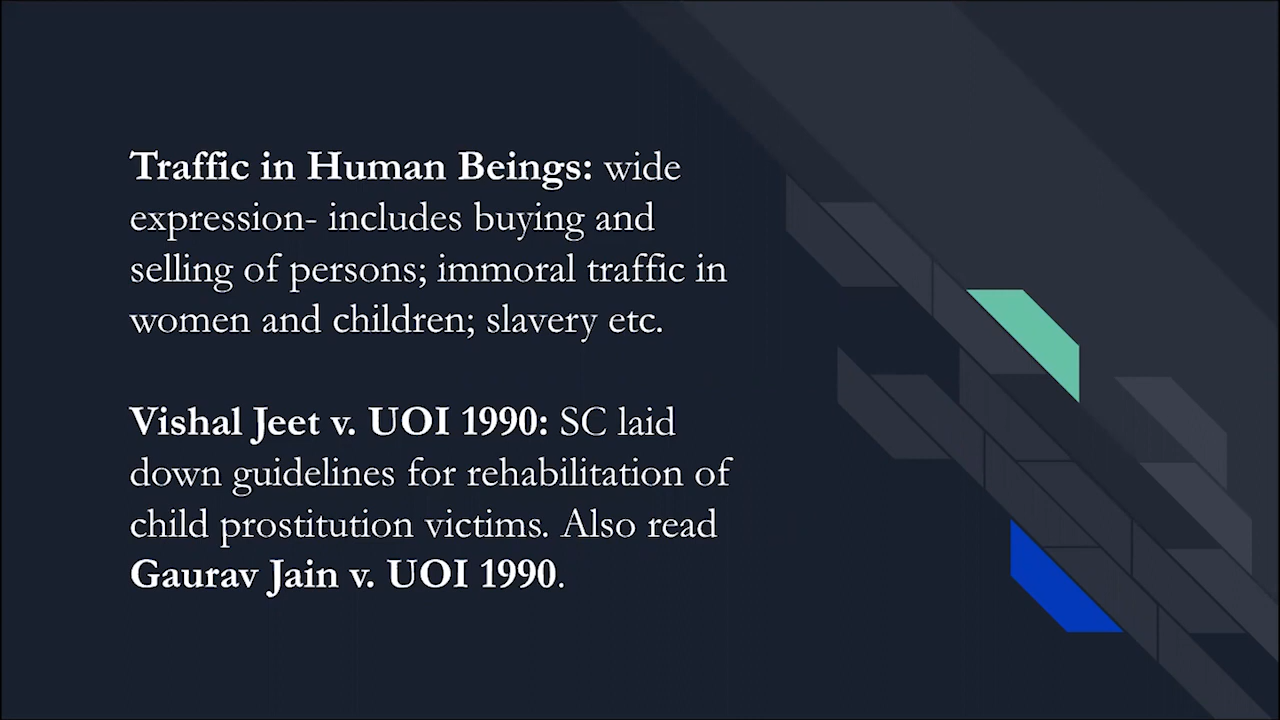 Traffic in Human Beings: wide
expression- includes buying and
selling of persons; immoral traffic in
women and children; slavery etc.
Vishal Jeet v. UOI 1990: SC laid
down guidelines for rehabilitation of
child prostitution victims. Also read
Gaurav Jain v. UOI 1990.